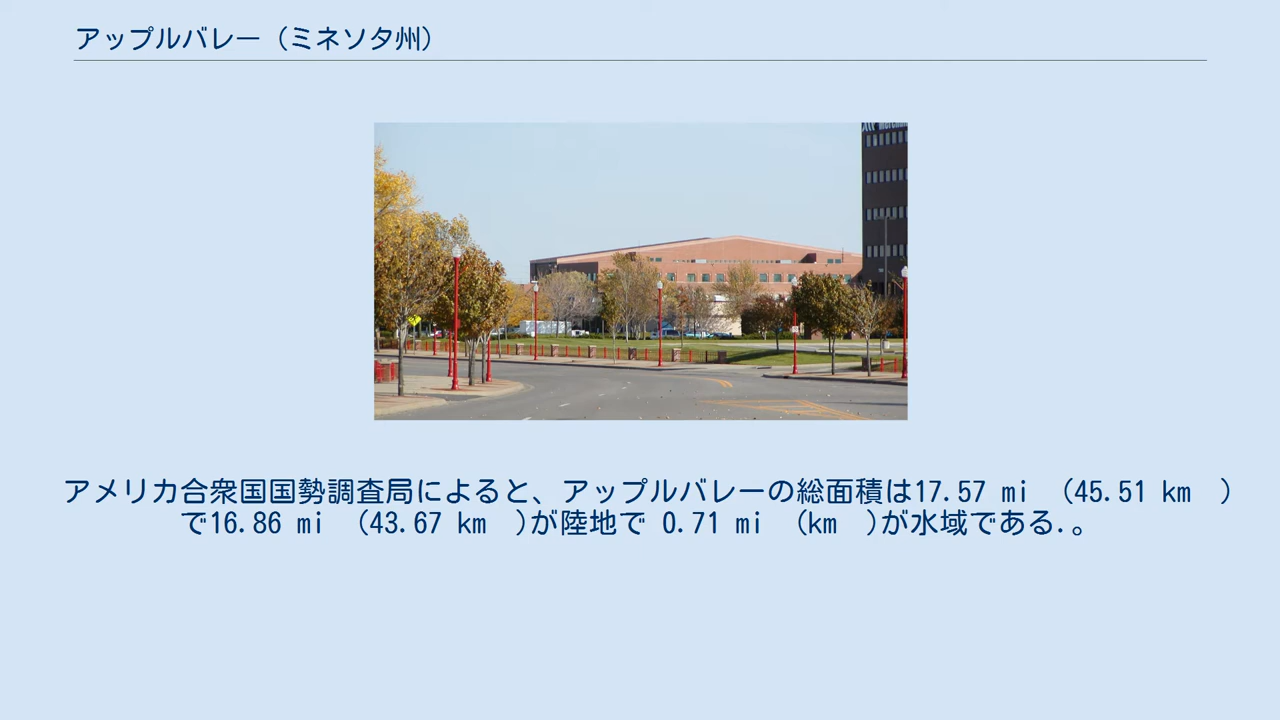 アップルバレー（ミネソタ州）
アメリカ合衆国国勢調査局によると、アップルバレーの総面積は17.57 mi （45.51 km ）
で16.86 mi （43.67 km ）が陸地で 0.71 mi （km ）が水域である.。